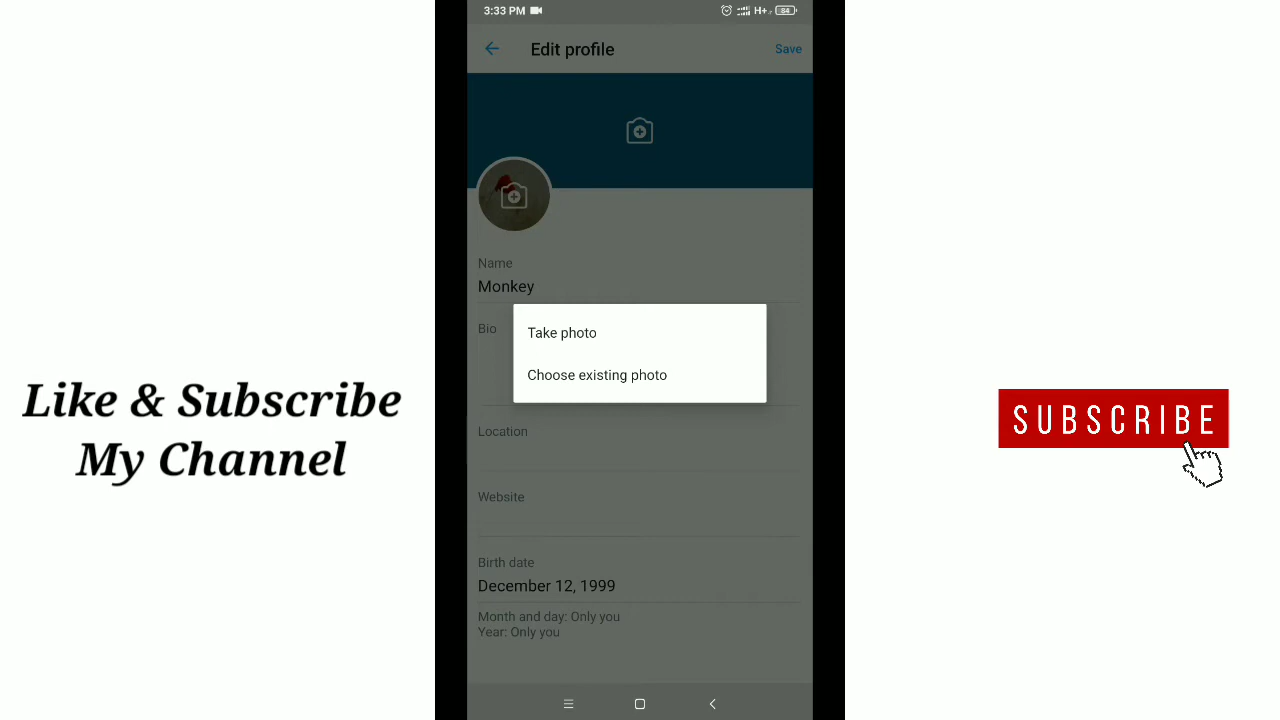 3:33 PM
H+
84
Edit profile
Save
Name
Monkey
Bio
Take photo
Choose existing photo
Location
Website
Birth date
December 12, 1999
Month and day: Only you
Year: Only you
Like & Subscribe
My Channel
SUBSCRIBE